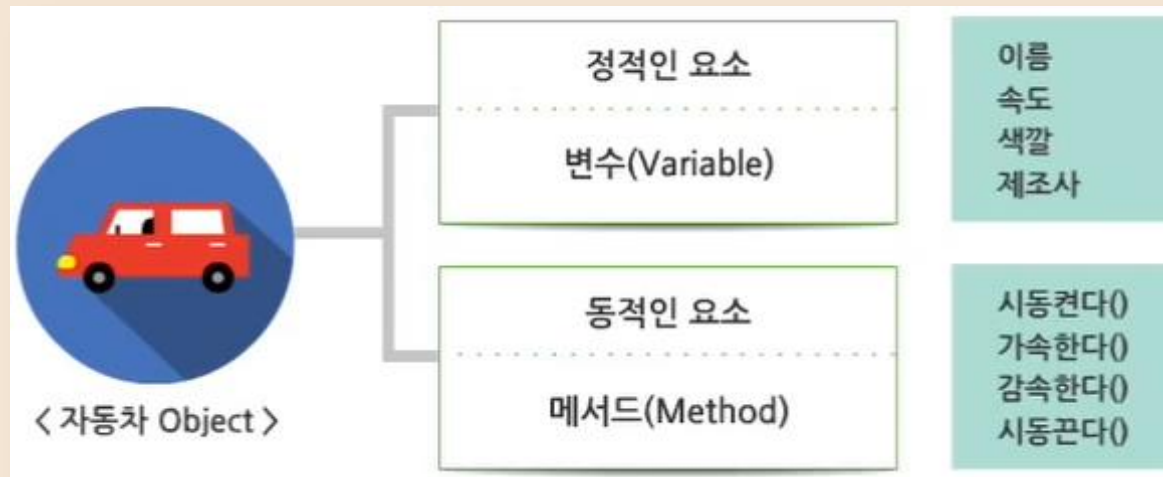 정적인 요소
변수(Variable)
이름
속도
색깔
제조사
동적인 요소
메서드(Method)
시동켠다()
가속한다()
감속한다()
시동끈다()
< 자동차 Object >